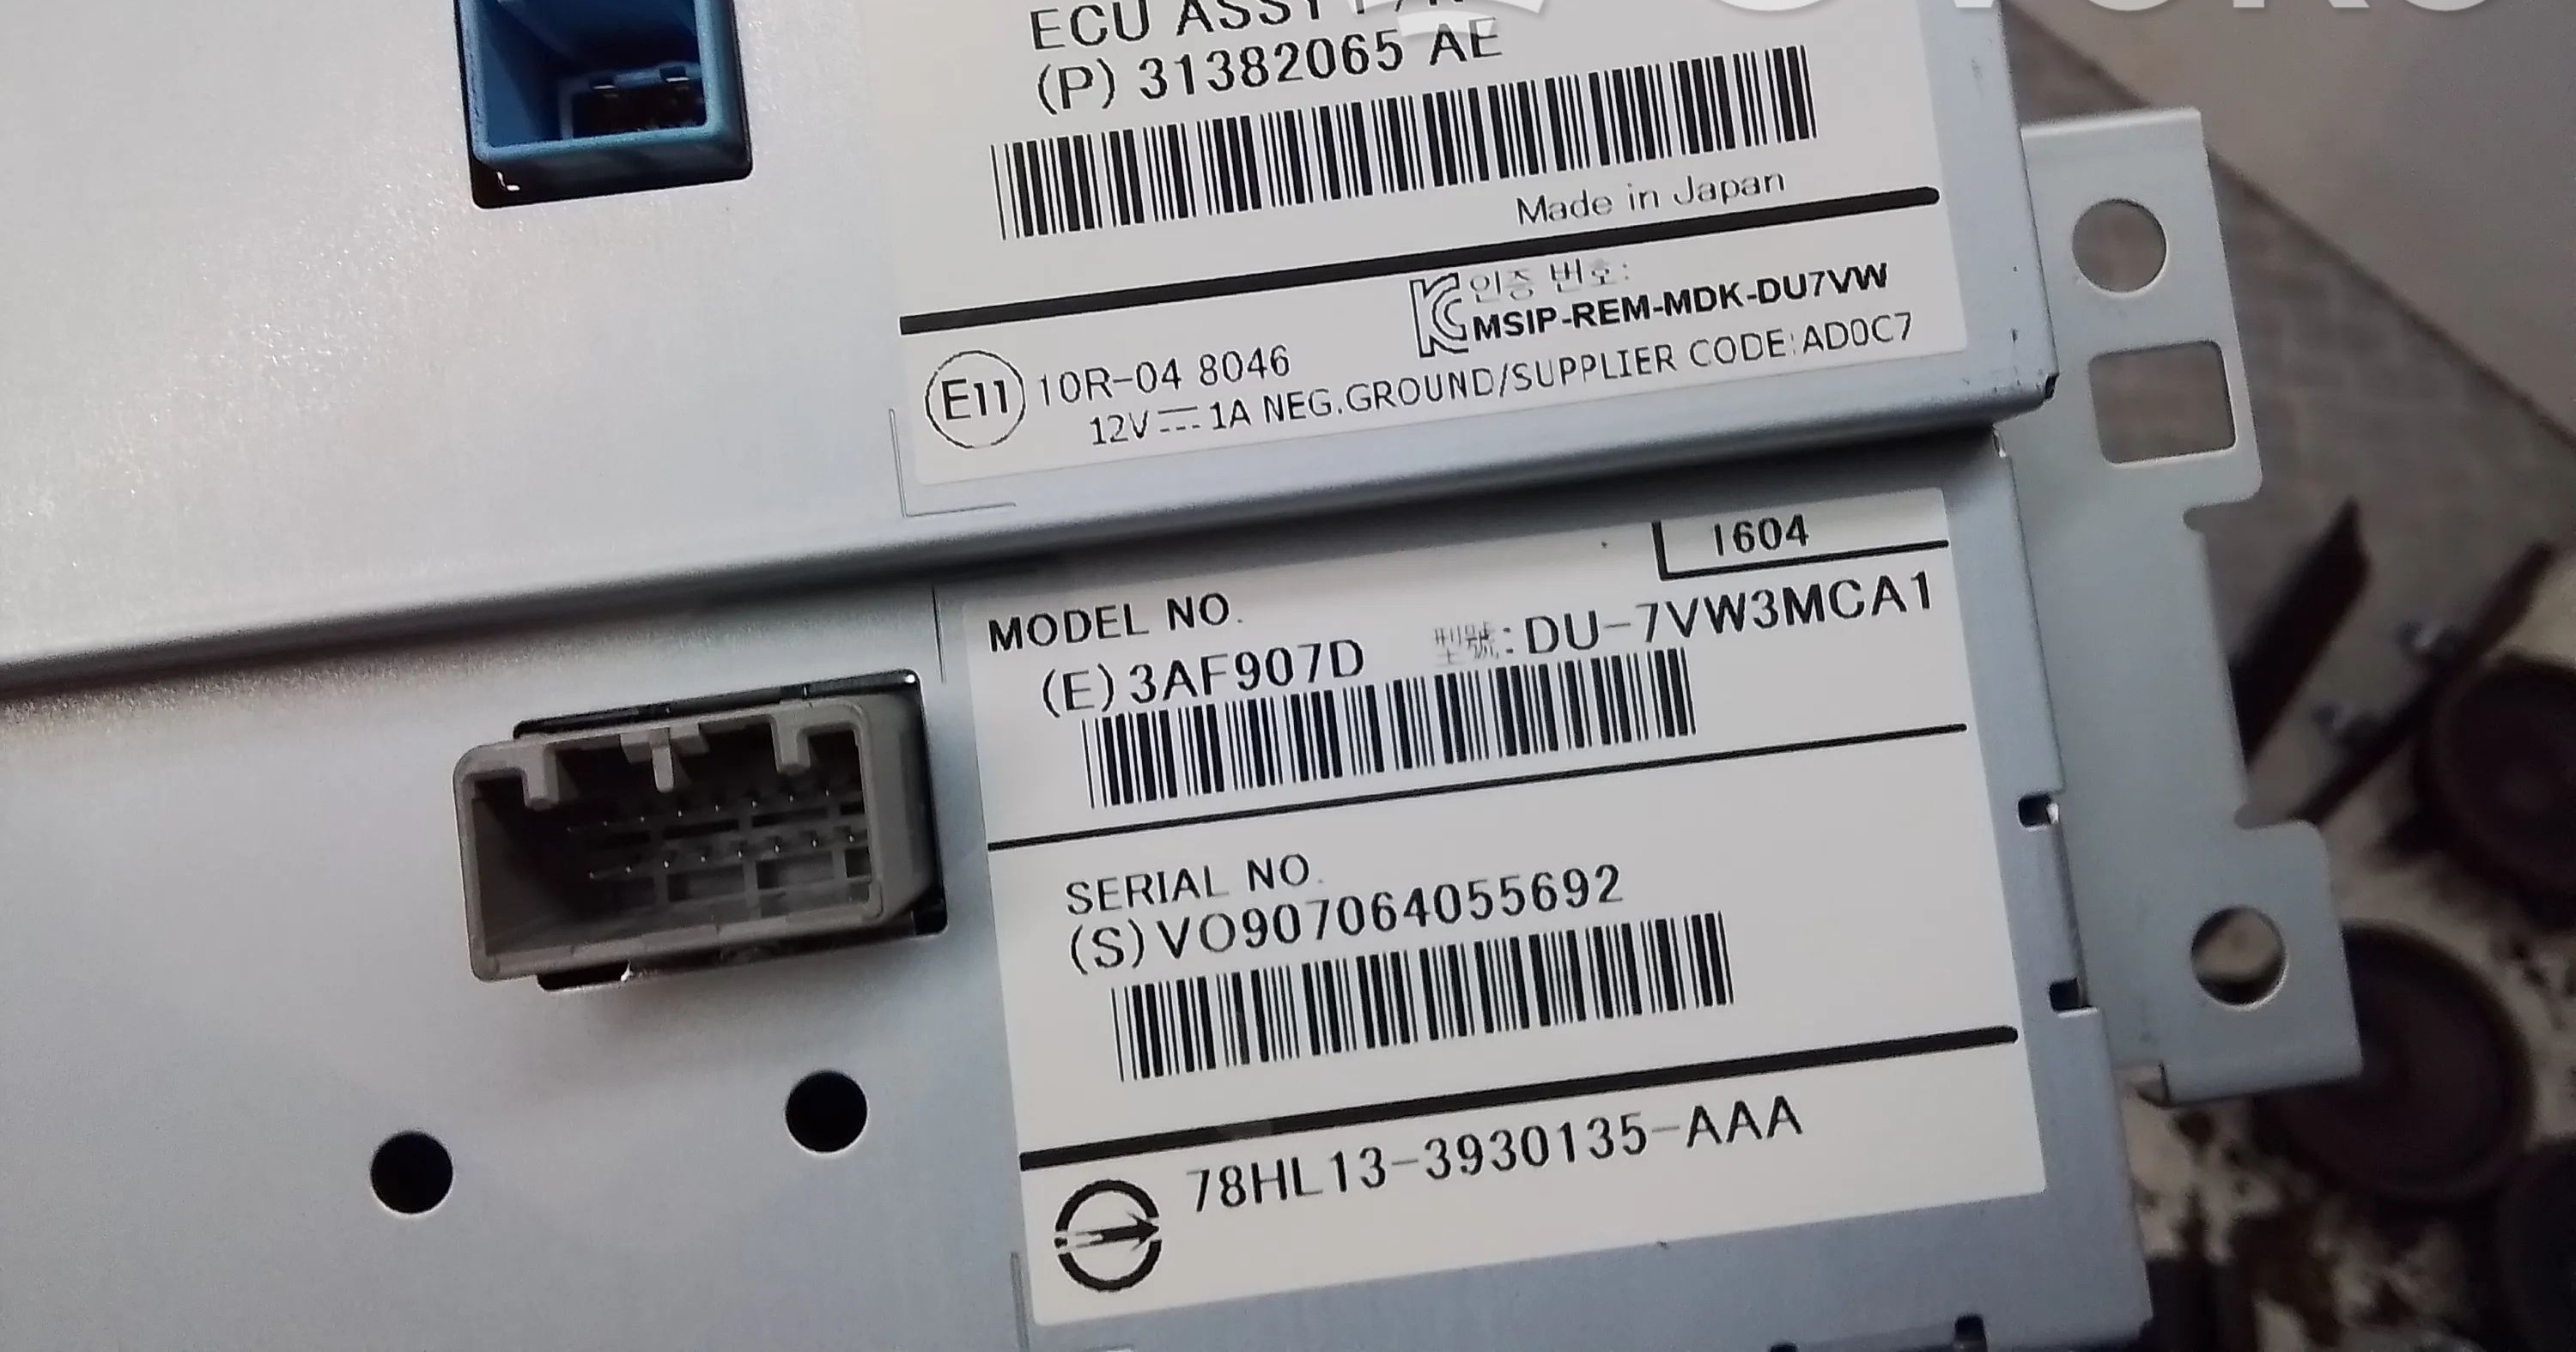 ECU ASSY P/N
(P) 31382065 AE
Made in Japan
인증 번호:
MSIP-REM-MDK-DU7VW
E11 10R-04 8046
12V 1A NEG.GROUND/SUPPLIER CODE:AD0C7
1604
MODEL NO.
(E)3AF907D 型號:DU-7VW3MCA1
SERIAL NO.
(S)VO907064055692
78HL13-3930135-AAA